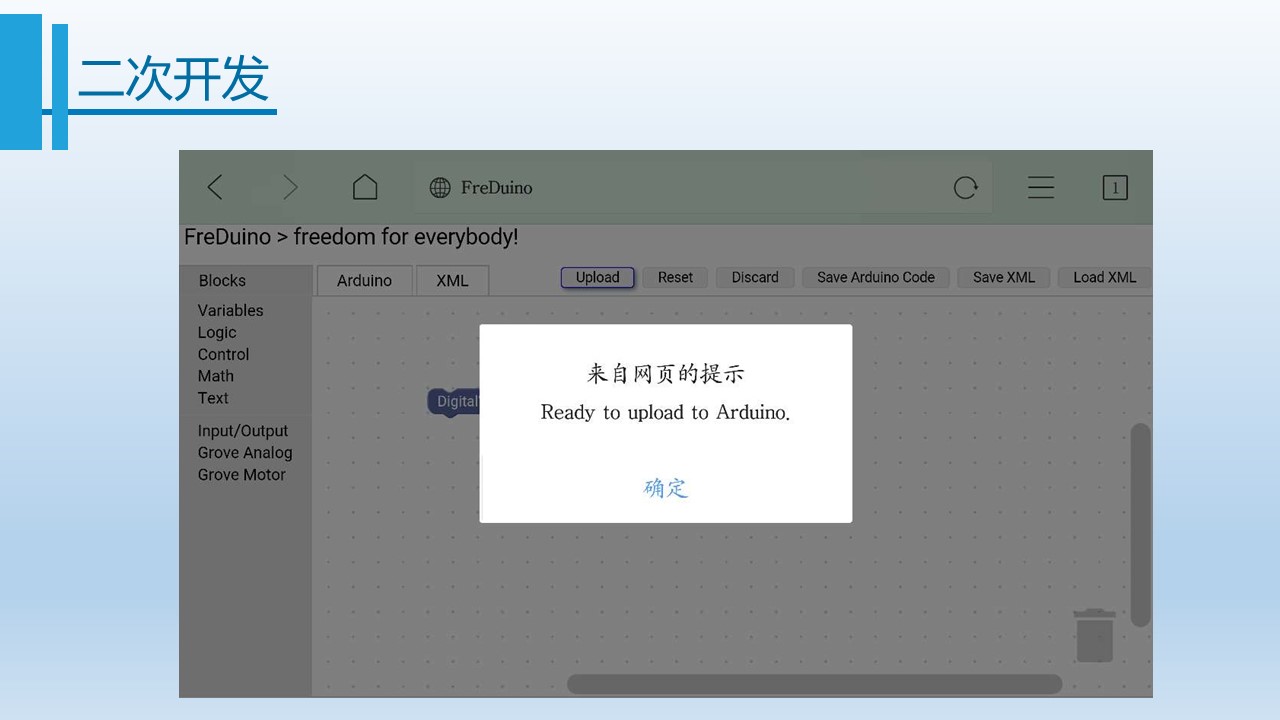 二次开发
FreDuino
1
FreDuino > freedom for everybody!
Blocks
Arduino
XML
Upload
Reset
Discard
Save Arduino Code
Save XML
Load XML
Variables
Logic
Control
Math
Text
Input/Output
Grove Analog
Grove Motor
Digital
来自网页的提示
Ready to upload to Arduino.
确定